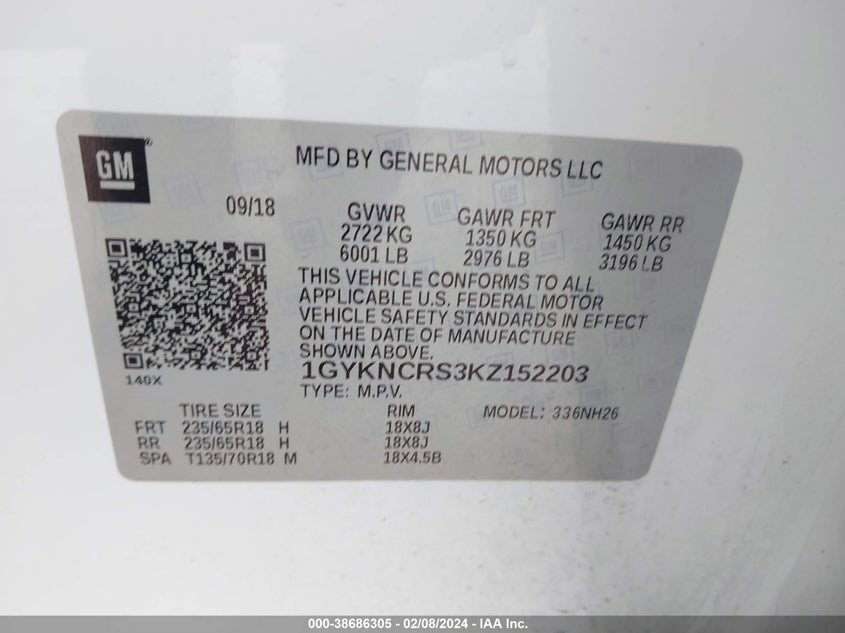 GM
MFD BY GENERAL MOTORS LLC
09/18
GVWR GAWR FRT GAWR RR
2722 KG 1350 KG 1450 KG
6001 LB 2976 LB 3196 LB
THIS VEHICLE CONFORMS TO ALL
APPLICABLE U.S. FEDERAL MOTOR
VEHICLE SAFETY STANDARDS IN EFFECT
ON THE DATE OF MANUFACTURE
SHOWN ABOVE.
1GYKNCRS3KZ152203
140X
TYPE: M.P.V. MODEL: 336NH26
TIRE SIZE RIM
FRT 235/65R18 H 18X8J
RR 235/65R18 H 18X8J
SPA T135/70R18 M 18X4.5B
000-38686305 - 02/08/2024 - IAA Inc.